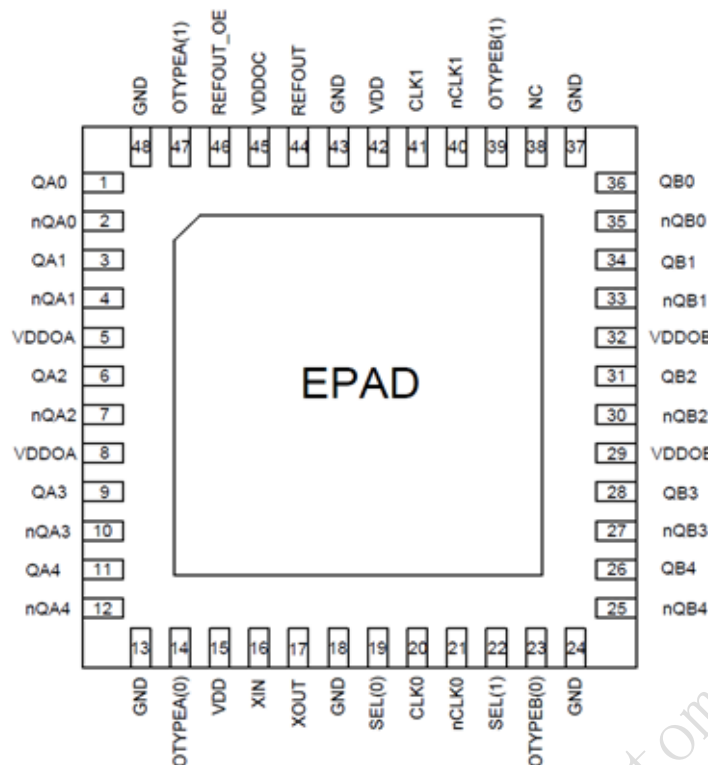 GND OTYPEA(1) REFOUT_OE VDDOC REFOUT GND VDD CLK1 nCLK1 OTYPEB(1) NC GND
48 47 46 45 44 43 42 41 40 39 38 37
QA0 1 36 QB0
nQA0 2 35 nQB0
QA1 3 34 QB1
nQA1 4 33 nQB1
VDDOA 5 32 VDDOB
QA2 6 31 QB2
EPAD
nQA2 7 30 nQB2
VDDOA 8 29 VDDOB
QA3 9 28 QB3
nQA3 10 27 nQB3
QA4 11 26 QB4
nQA4 12 25 nQB4
13 14 15 16 17 18 19 20 21 22 23 24
GND OTYPEA(0) VDD XIN XOUT GND SEL(0) CLK0 nCLK0 SEL(1) OTYPEB(0) GND